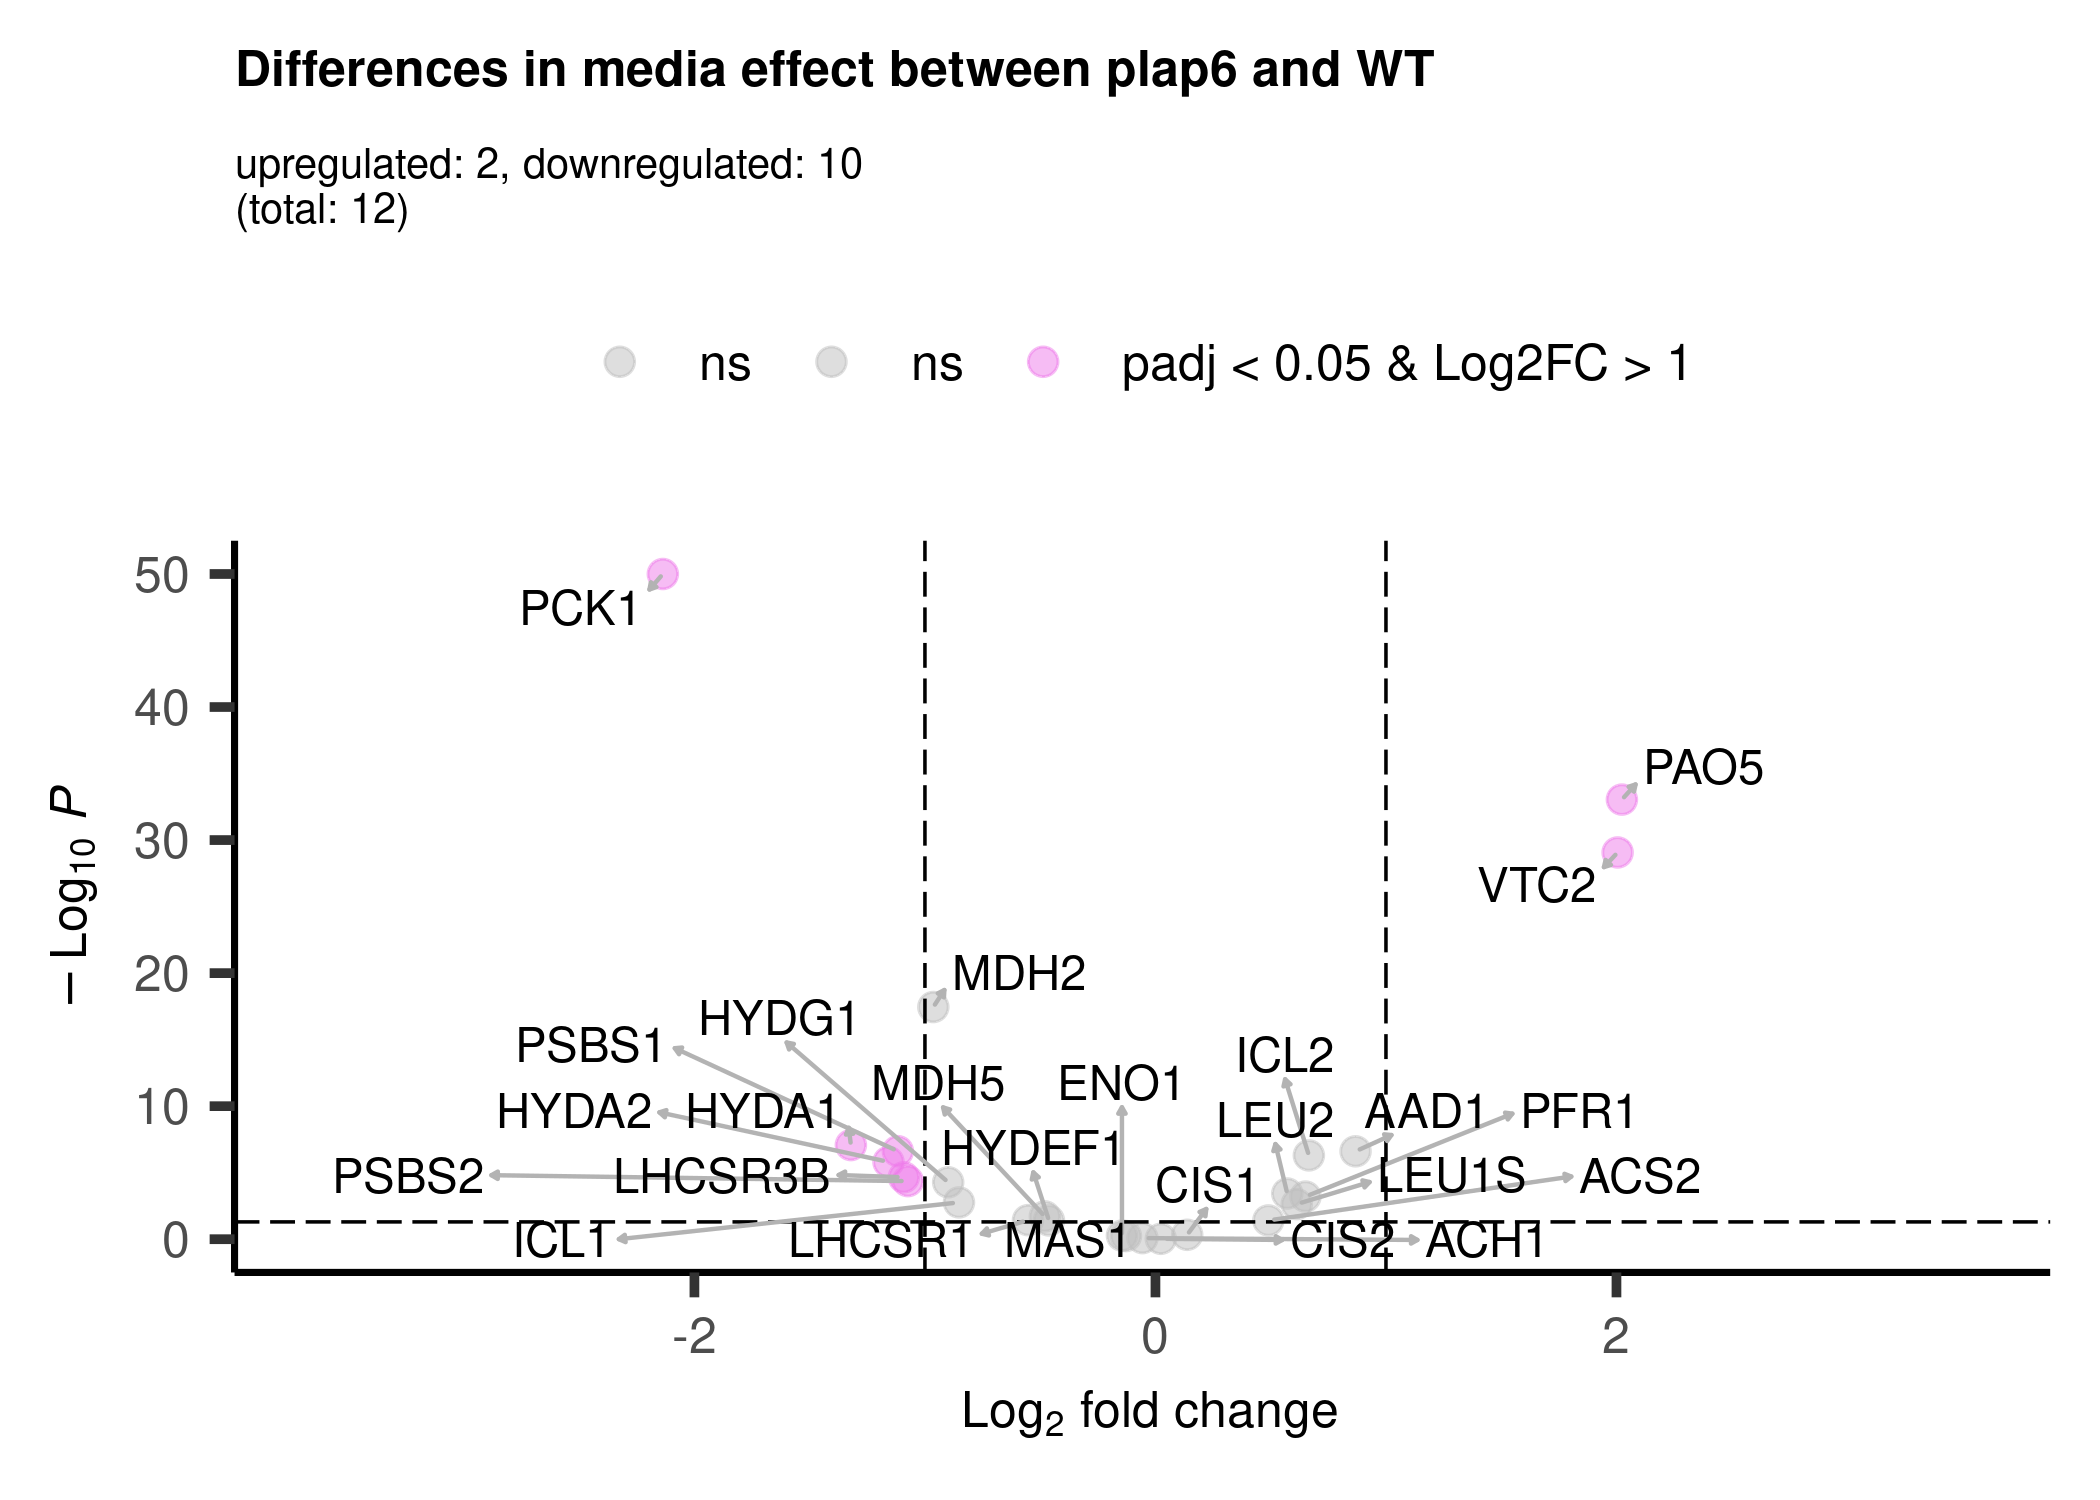 Differences in media effect between plap6 and WT
upregulated: 2, downregulated: 10
(total: 12)
ns ns padj < 0.05 & Log2FC > 1
50
40
30
20
10
0
− Log10 P
PCK1
PAO5
VTC2
MDH2
HYDG1
PSBS1
ICL2
MDH5
ENO1
HYDA2
HYDA1
LEU2
AAD1
PFR1
HYDEF1
PSBS2
LHCSR3B
CIS1
LEU1S
ACS2
ICL1
LHCSR1
MAS1
CIS2
ACH1
-2 0 2
Log2 fold change